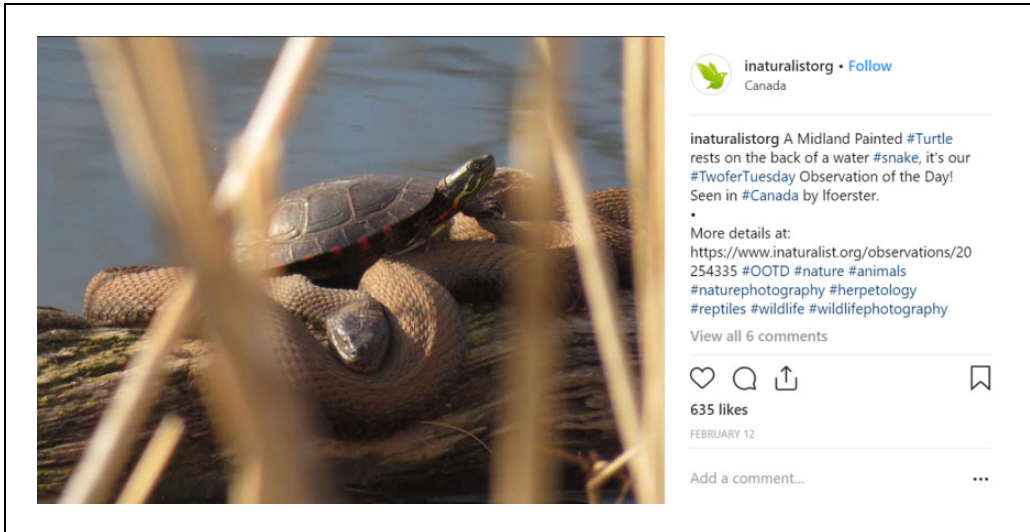 inaturalistorg • Follow
Canada
inaturalistorg A Midland Painted #Turtle
rests on the back of a water #snake, it's our
#TwoferTuesday Observation of the Day!
Seen in #Canada by lfoerster.
•
More details at:
https://www.inaturalist.org/observations/20
254335 #OOTD #nature #animals
#naturephotography #herpetology
#reptiles #wildlife #wildlifephotography
View all 6 comments
635 likes
FEBRUARY 12
Add a comment...